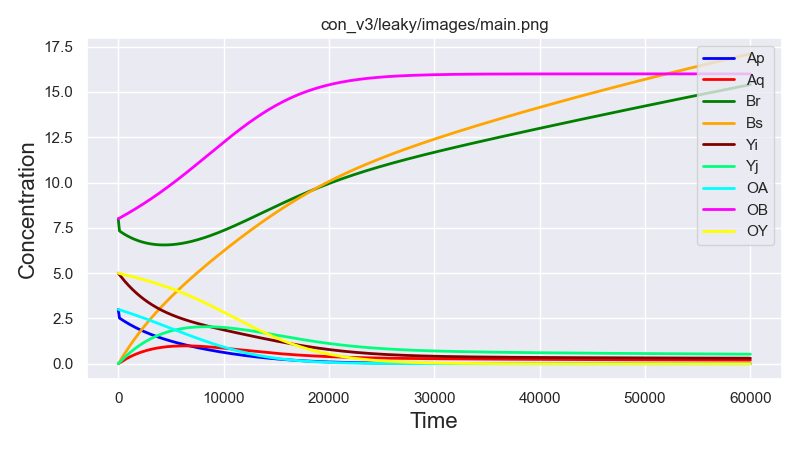 con_v3/leaky/images/main.png
Concentration
17.5
15.0
12.5
10.0
7.5
5.0
2.5
0.0
Ap
Aq
Br
Bs
Yi
Yj
OA
OB
OY
0
10000
20000
30000
40000
50000
60000
Time